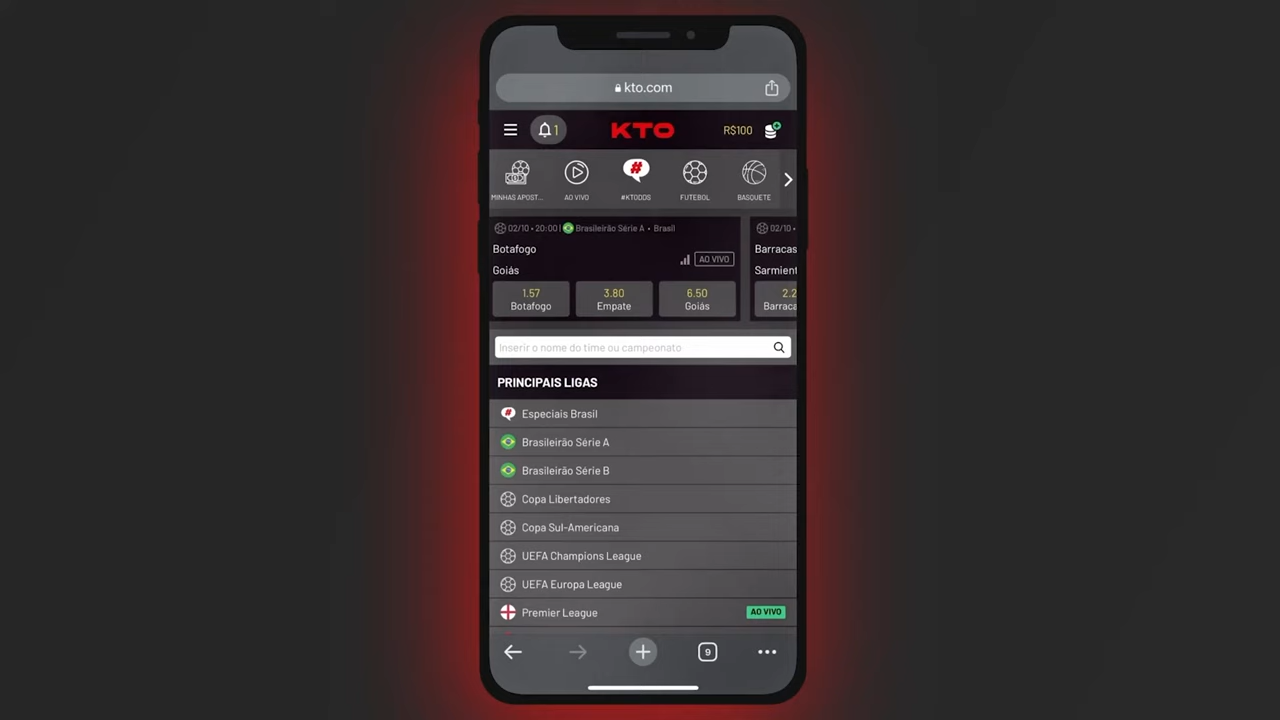 kto.com
1 KTO R$100
MINHAS APOST... AO VIVO #KTODDS FUTEBOL BASQUETE
02/10 • 20:00 | Brasileirão Série A • Brasil
02/10 •
Botafogo
Barracas
AO VIVO
Goiás
Sarmient
1.57 3.80 6.50 2.2
Botafogo Empate Goiás Barraca
Inserir o nome do time ou campeonato
PRINCIPAIS LIGAS
# Especiais Brasil
Brasileirão Série A
Brasileirão Série B
Copa Libertadores
Copa Sul-Americana
UEFA Champions League
UEFA Europa League
Premier League AO VIVO
9